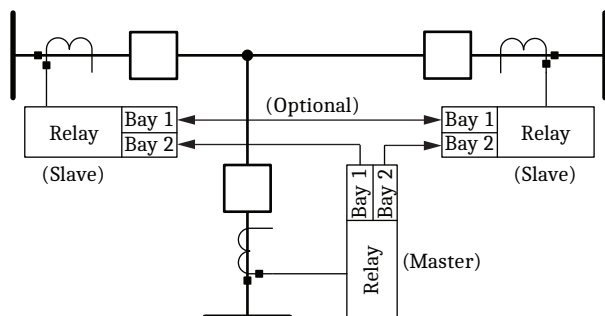 Relay
Bay 1
Bay 2
(Slave)
(Optional)
Bay 1
Bay 2
Relay
(Slave)
Bay 1
Bay 2
Relay
(Master)